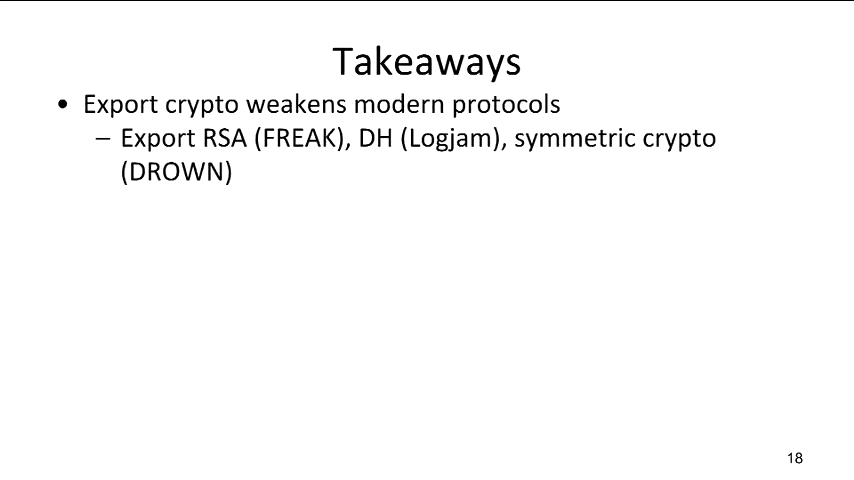 Takeaways
• Export crypto weakens modern protocols
– Export RSA (FREAK), DH (Logjam), symmetric crypto
(DROWN)
18